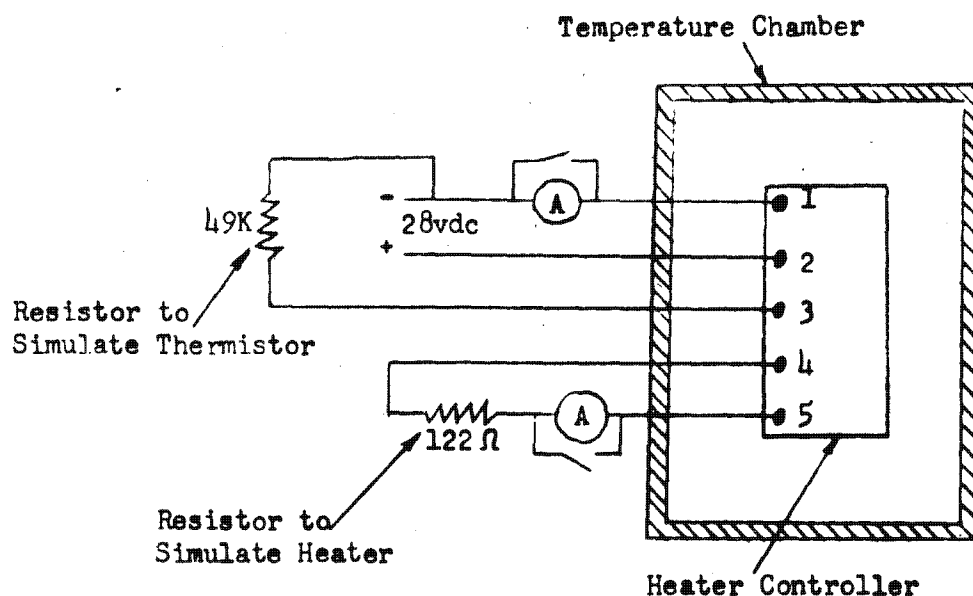 Temperature Chamber
A
1
-
28vdc
49K
+
2
Resistor to
Simulate Thermistor
3
4
A
5
122 Ω
Resistor to
Simulate Heater
Heater Controller